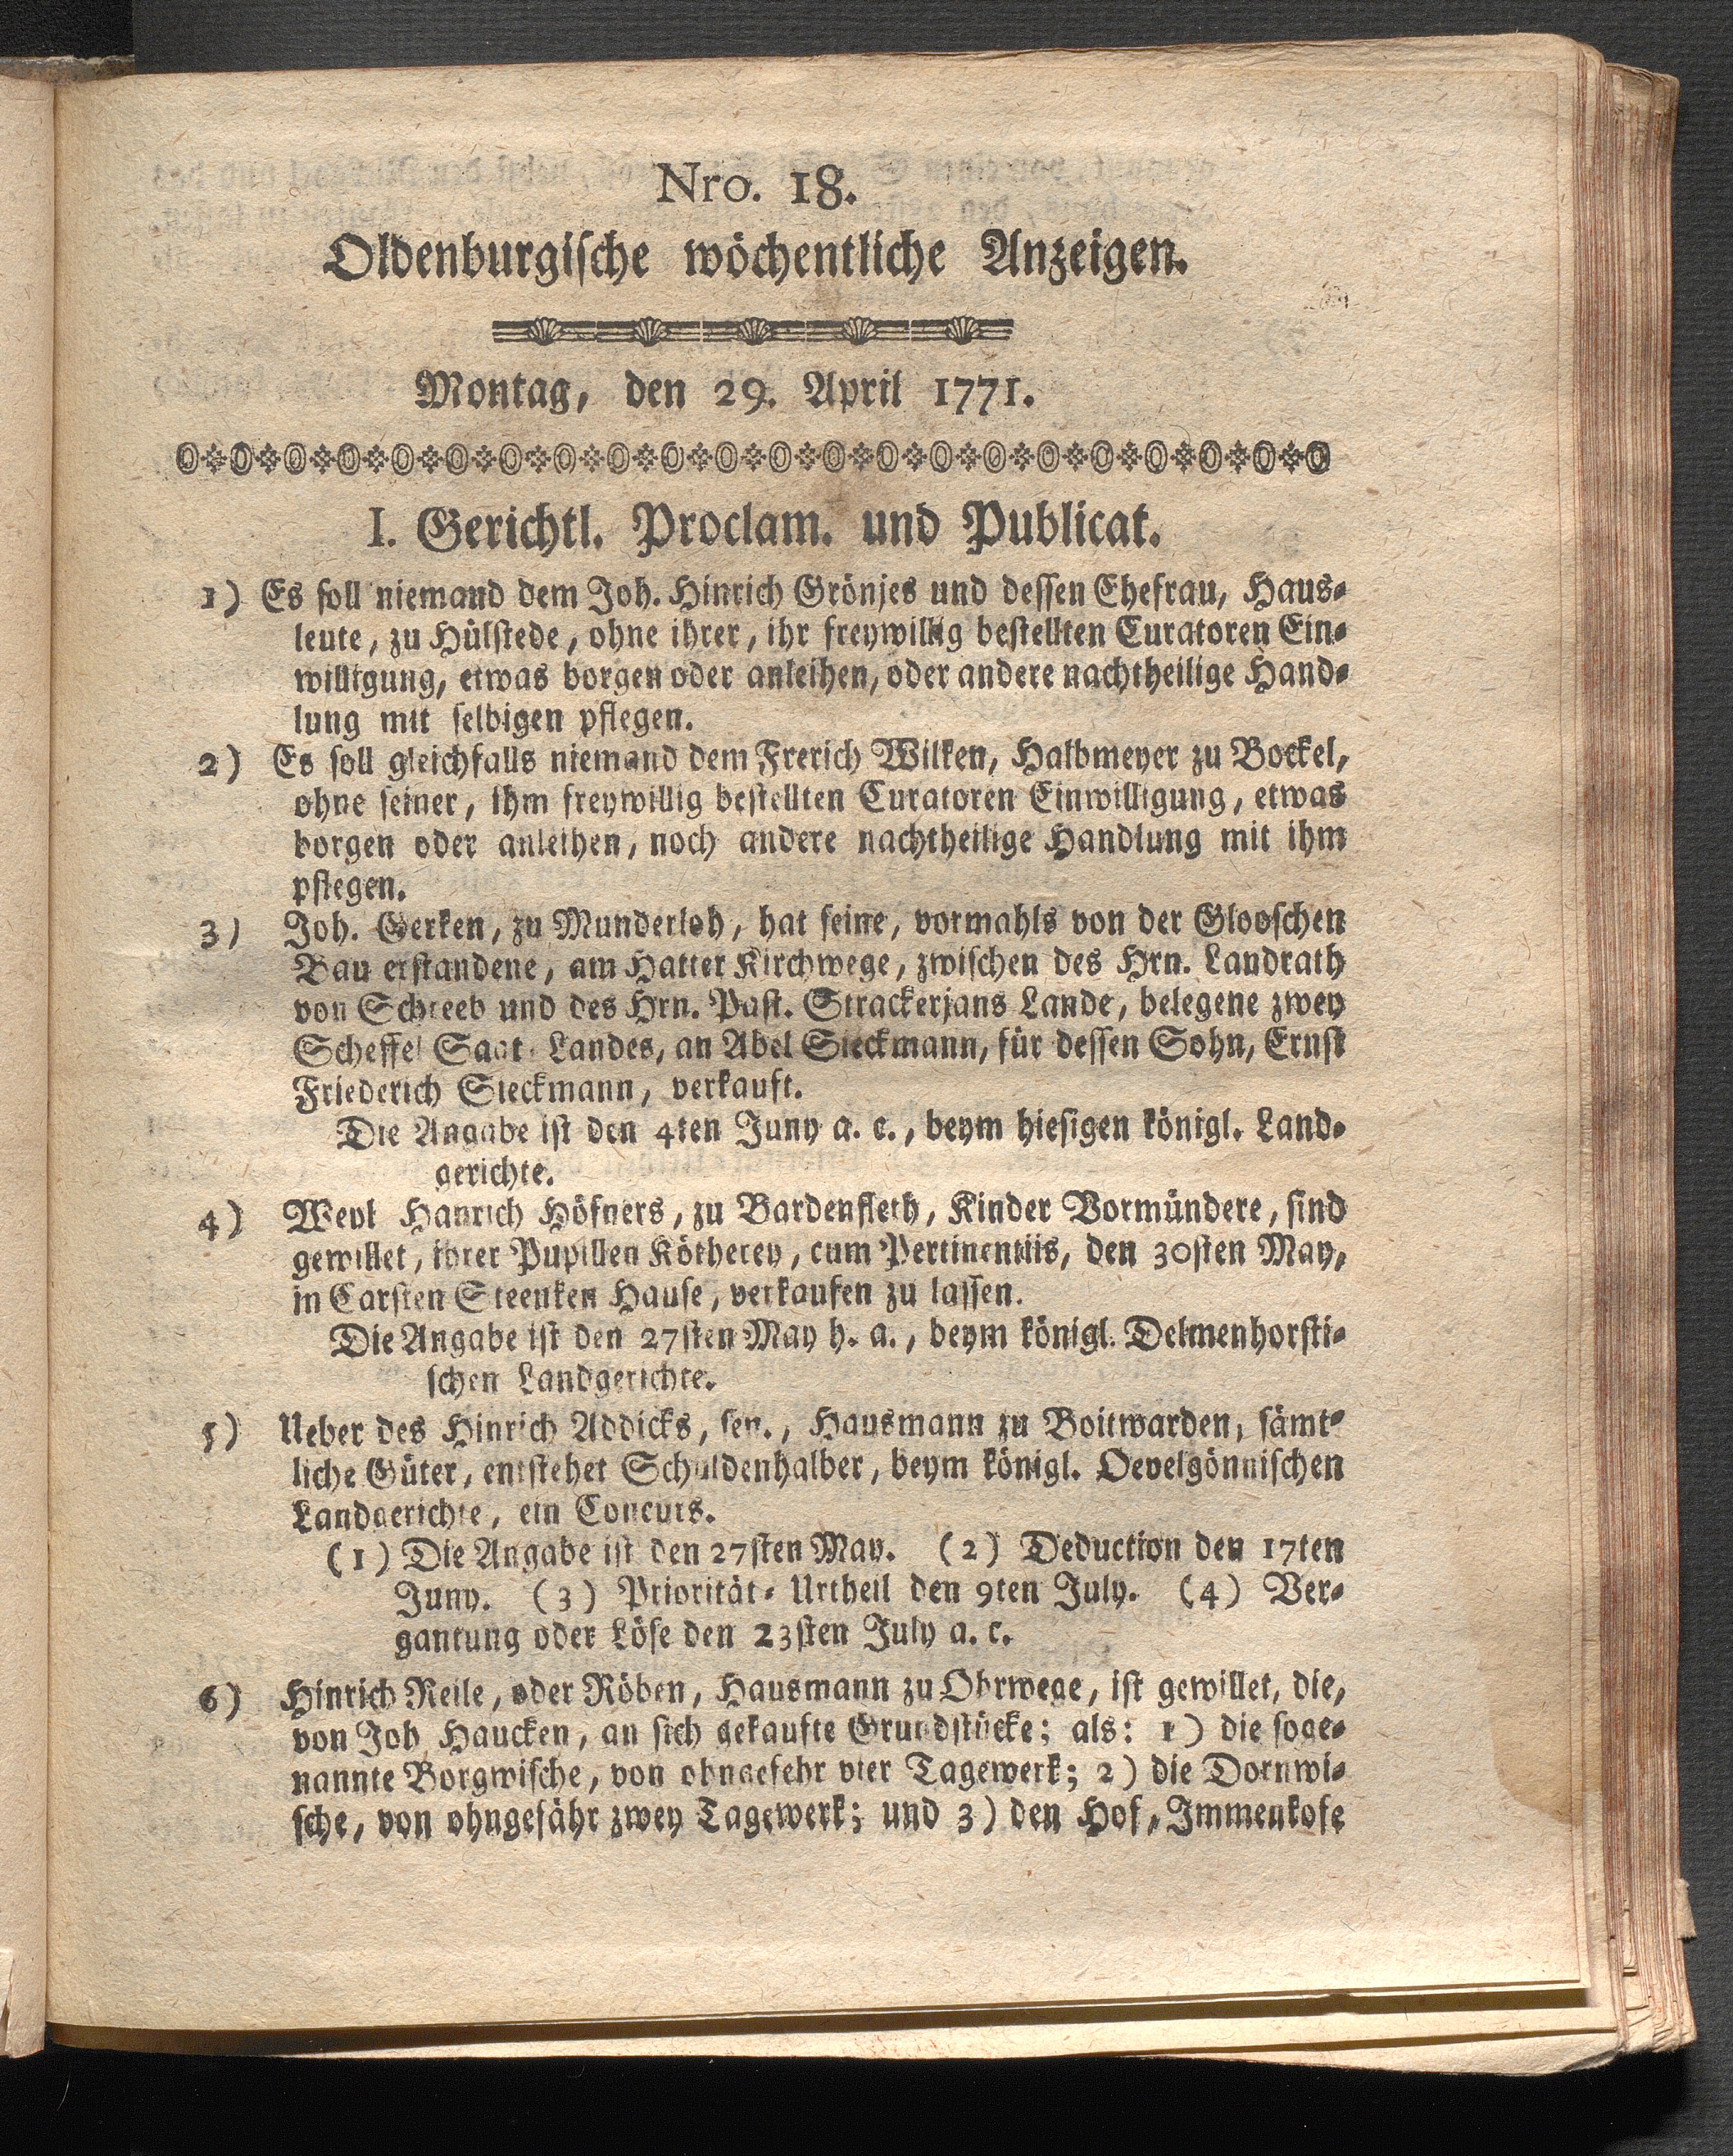 Nro. 18.
Oldenburgische wöchentliche Anzeigen.
Montag, den 29. April 1771.
I. Gerichtl. Proclam. und Publicat.
1) Es soll niemand dem Joh. Hinrich Grönjes und dessen Ehefrau, Haus-
leute, zu Hülstede, ohne ihrer, ihr freywillig bestellten Curatoren Ein-
willigung, etwas borgen oder anleihen, oder andere nachtheilige Hand-
lung mit selbigen pflegen.
2) Es soll gleichfalls niemand dem Frerich Wilken, Halbmeyer zu Bockel,
ohne seiner, ihm freywillig bestellten Curatoren Einwilligung, etwas
borgen oder anleihen, noch andere nachtheilige Handlung mit ihm
pflegen.
3) Joh. Gerken, zu Munderloh, hat seine, vormahls von der Glooschen
Bau erstandene, am Hatter Kirchwege, zwischen des Hrn. Landrath
von Schreeb und des Hrn. Past. Strackerjans Lande, belegene zwey
Scheffel Saat- Landes, an Abel Sieckmann, für dessen Sohn, Ernst
Friederich Sieckmann, verkauft.
Die Angabe ist den 4ten Juny a. c., beym hiesigen königl. Land-
gerichte.
4) Weyl Hanrich Höfners, zu Bardenfleth, Kinder Vormündere, sind
gewillet, ihrer Pupillen Kötherey, cum Pertinentiis, den 30sten May,
in Carsten Steenken Hause, verkaufen zu lassen.
Die Angabe ist den 27sten May h. a., beym königl. Delmenhorsti-
schen Landgerichte.
5) Ueber des Hinrich Addicks, sen., Hausmann zu Boitwarden, sämt-
liche Güter, entstehet Schuldenhalber, beym königl. Oevelgönnischen
Landgerichte, ein Concurs.
(1) Die Angabe ist den 27sten May. (2) Deduction den 17ten
Juny. (3) Priorität- Urtheil den 9ten July. (4) Ver-
gantung oder Löse den 23sten July a. c.
6) Hinrich Reile, oder Röben, Hausmann zu Ohrwege, ist gewillet, die,
von Joh Haucken, an sich gekaufte Grundstücke; als: 1) die soge-
nannte Borgwische, von ohngefehr vier Tagewerk; 2) die Dornwi-
sche, von ohngefähr zwey Tagewerk; und 3) den Hof, Immenkofe